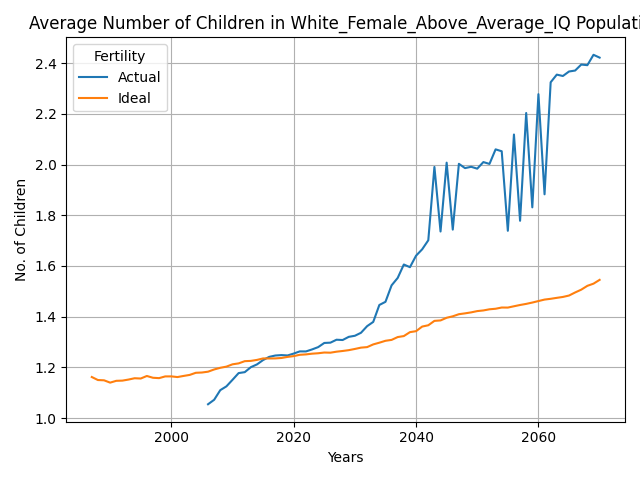 Average Number of Children in White_Female_Above_Average_IQ Populati
Fertility
Actual
Ideal
No. of Children
2.4
2.2
2.0
1.8
1.6
1.4
1.2
1.0
2000 2020 2040 2060
Years